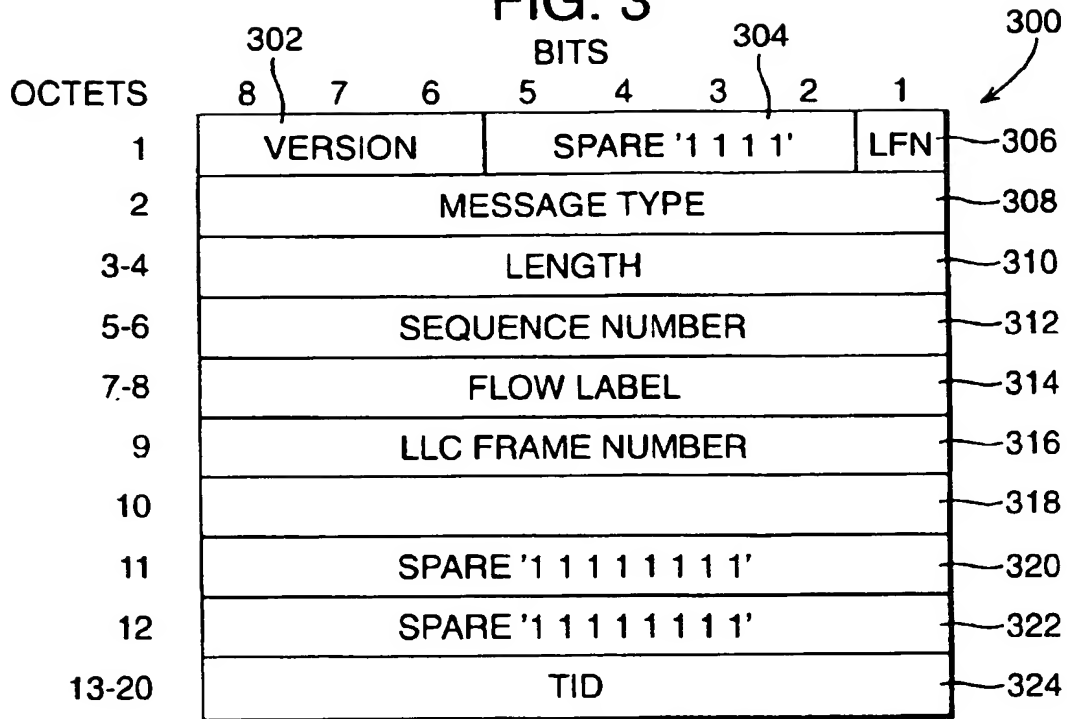 FIG. 3
302 BITS 304 300
OCTETS 8 7 6 5 4 3 2 1
1 VERSION SPARE '1 1 1 1' LFN 306
2 MESSAGE TYPE 308
3-4 LENGTH 310
5-6 SEQUENCE NUMBER 312
7-8 FLOW LABEL 314
9 LLC FRAME NUMBER 316
10 318
11 SPARE '1 1 1 1 1 1 1 1' 320
12 SPARE '1 1 1 1 1 1 1 1' 322
13-20 TID 324